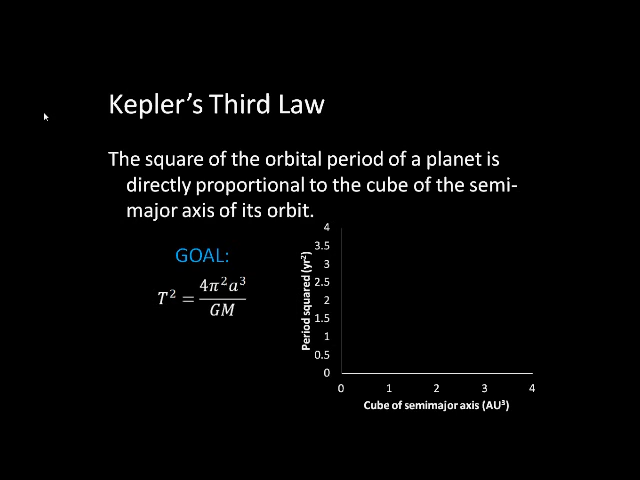 Kepler's Third Law
The square of the orbital period of a planet is
directly proportional to the cube of the semi-
major axis of its orbit.
GOAL:
T² = 4π²a³ / GM
Period squared (yr²)
4
3.5
3
2.5
2
1.5
1
0.5
0
0 1 2 3 4
Cube of semimajor axis (AU³)